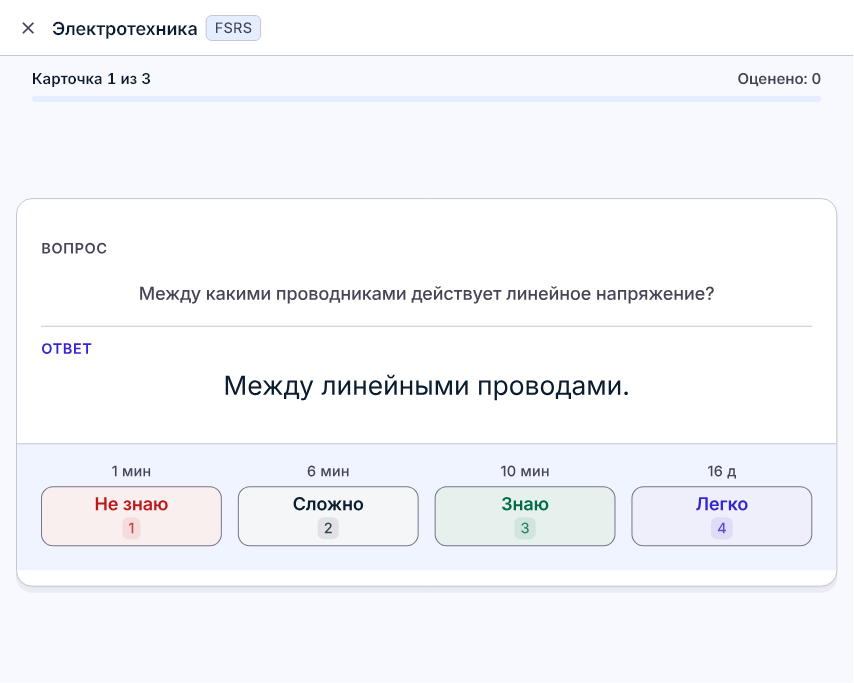 Электротехника FSRS
Карточка 1 из 3 Оценено: 0
ВОПРОС
Между какими проводниками действует линейное напряжение?
ОТВЕТ
Между линейными проводами.
1 мин 6 мин 10 мин 16 д
Не знаю Сложно Знаю Легко
1 2 3 4